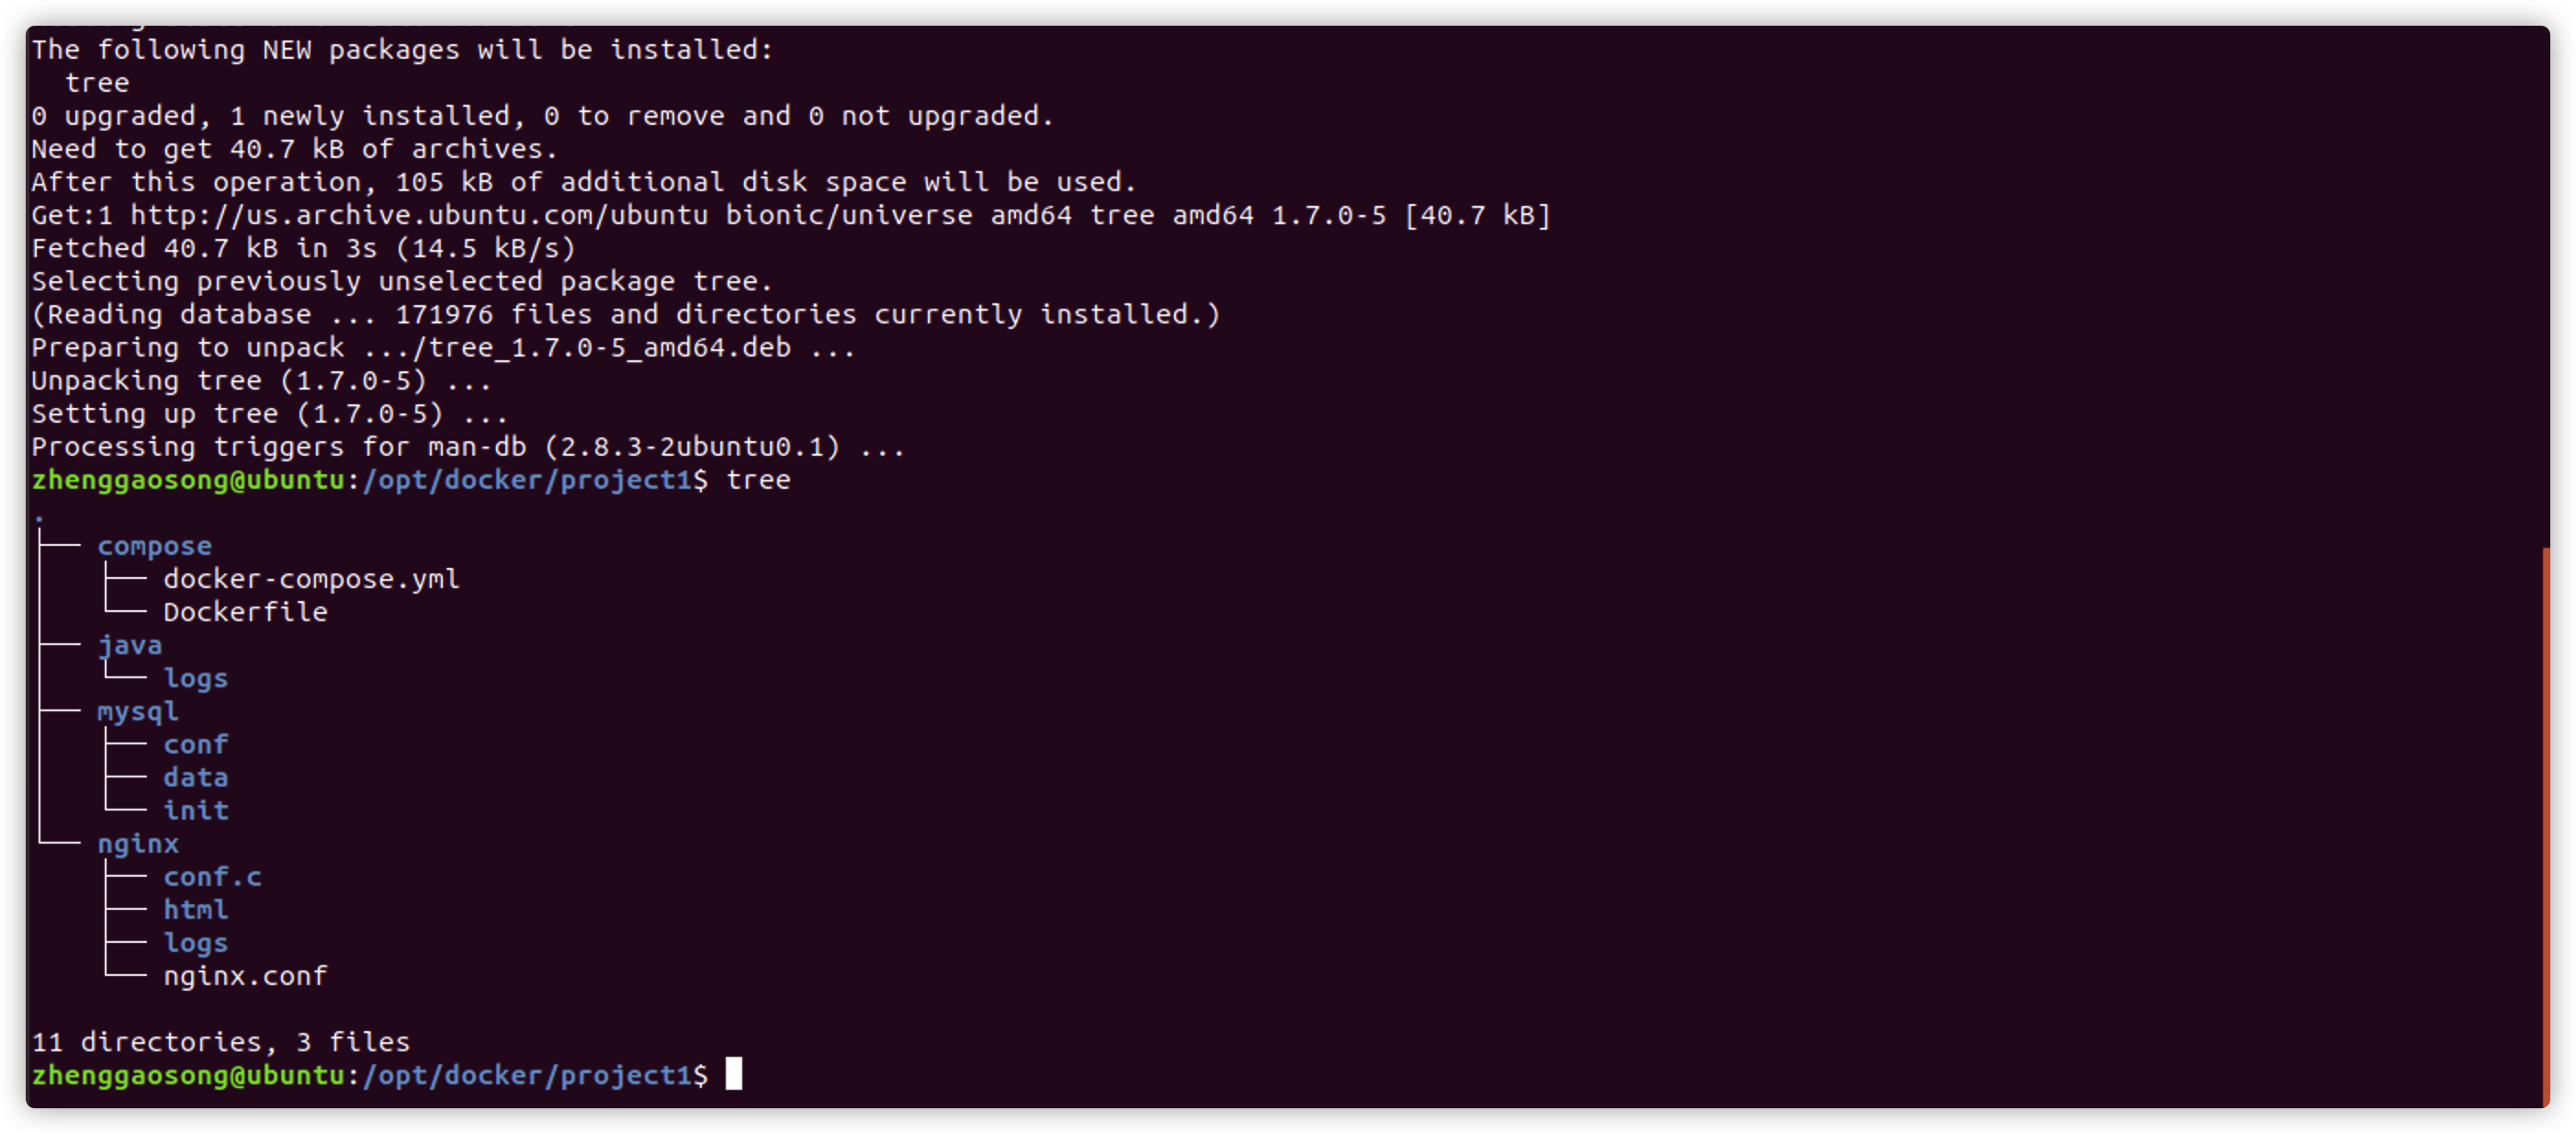 The following NEW packages will be installed:
  tree
0 upgraded, 1 newly installed, 0 to remove and 0 not upgraded.
Need to get 40.7 kB of archives.
After this operation, 105 kB of additional disk space will be used.
Get:1 http://us.archive.ubuntu.com/ubuntu bionic/universe amd64 tree amd64 1.7.0-5 [40.7 kB]
Fetched 40.7 kB in 3s (14.5 kB/s)
Selecting previously unselected package tree.
(Reading database ... 171976 files and directories currently installed.)
Preparing to unpack .../tree_1.7.0-5_amd64.deb ...
Unpacking tree (1.7.0-5) ...
Setting up tree (1.7.0-5) ...
Processing triggers for man-db (2.8.3-2ubuntu0.1) ...
zhenggaosong@ubuntu:/opt/docker/project1$ tree
.
├── compose
│   ├── docker-compose.yml
│   └── Dockerfile
├── java
│   └── logs
├── mysql
│   ├── conf
│   ├── data
│   └── init
└── nginx
    ├── conf.c
    ├── html
    ├── logs
    └── nginx.conf

11 directories, 3 files
zhenggaosong@ubuntu:/opt/docker/project1$